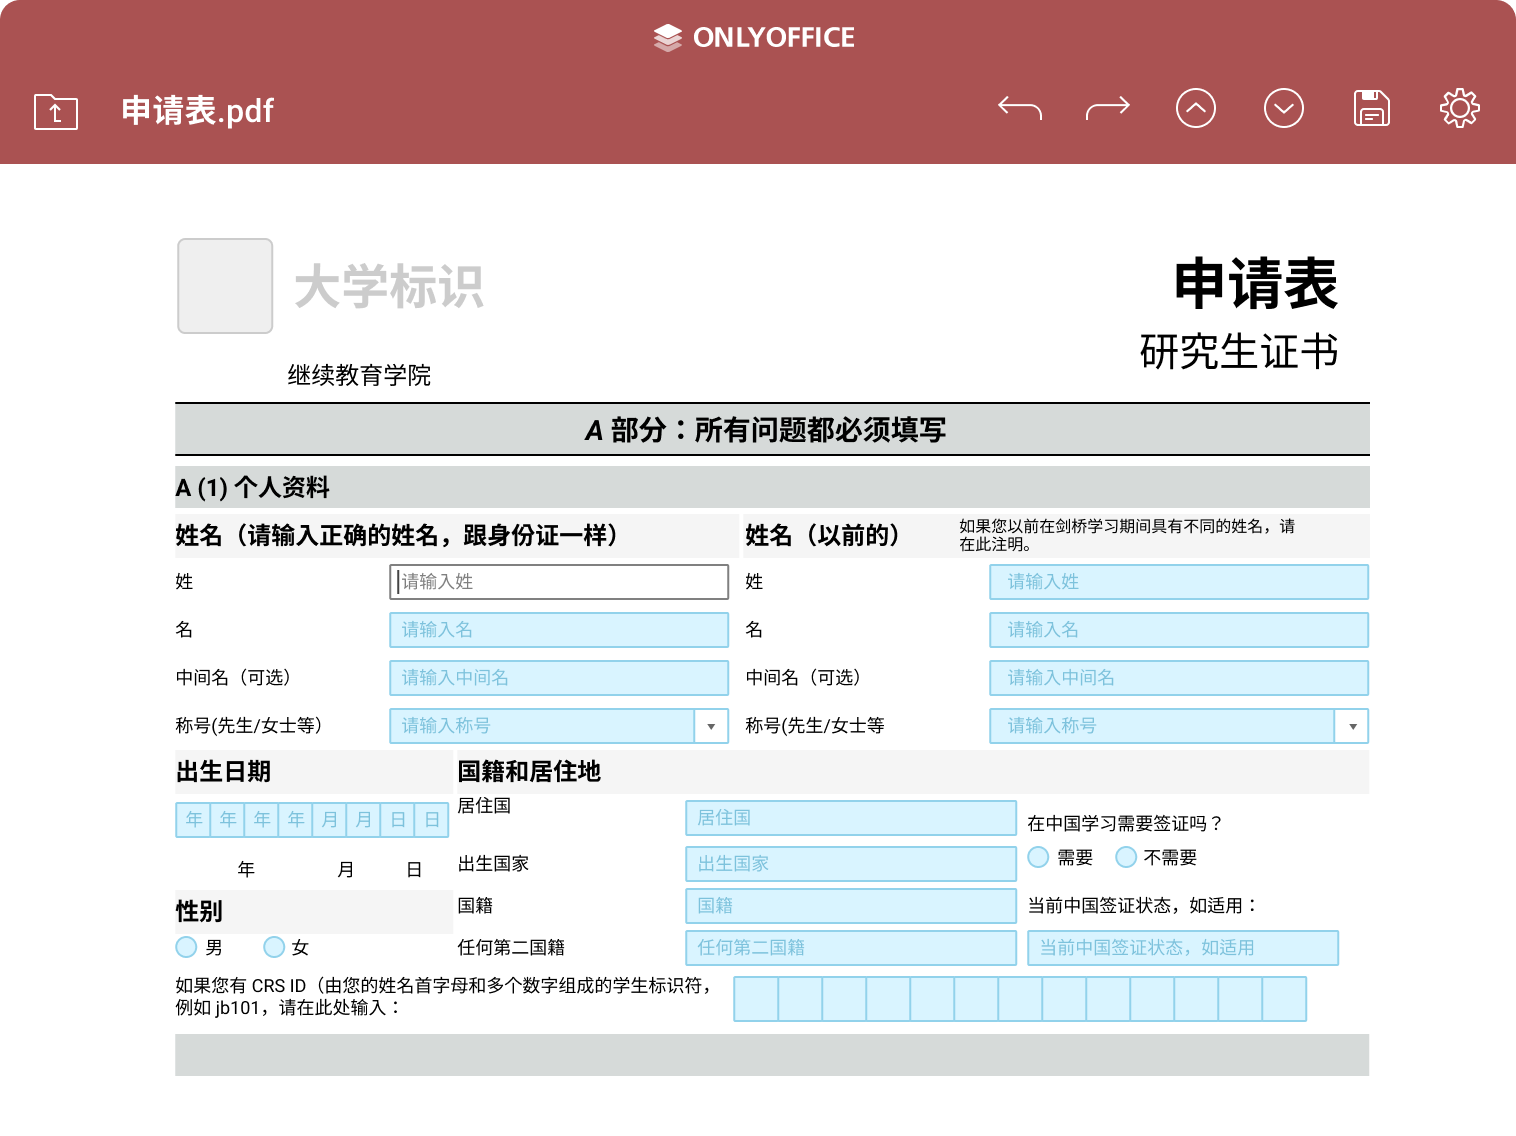 ONLYOFFICE
申请表.pdf
大学标识
申请表
研究生证书
继续教育学院
A 部分：所有问题都必须填写
A (1) 个人资料
姓名（请输入正确的姓名，跟身份证一样）
姓名（以前的）
如果您以前在剑桥学习期间具有不同的姓名，请
在此注明。
姓 请输入姓 姓 请输入姓
名 请输入名 名 请输入名
中间名（可选） 请输入中间名 中间名（可选） 请输入中间名
称号(先生/女士等） 请输入称号 称号(先生/女士等 请输入称号
出生日期 国籍和居住地
年 年 年 年 月 月 日 日
年 月 日
性别
男 女
居住国 居住国
出生国家 出生国家
国籍 国籍
任何第二国籍 任何第二国籍
在中国学习需要签证吗？
需要 不需要
当前中国签证状态，如适用：
当前中国签证状态，如适用
如果您有 CRS ID（由您的姓名首字母和多个数字组成的学生标识符，
例如 jb101，请在此处输入：